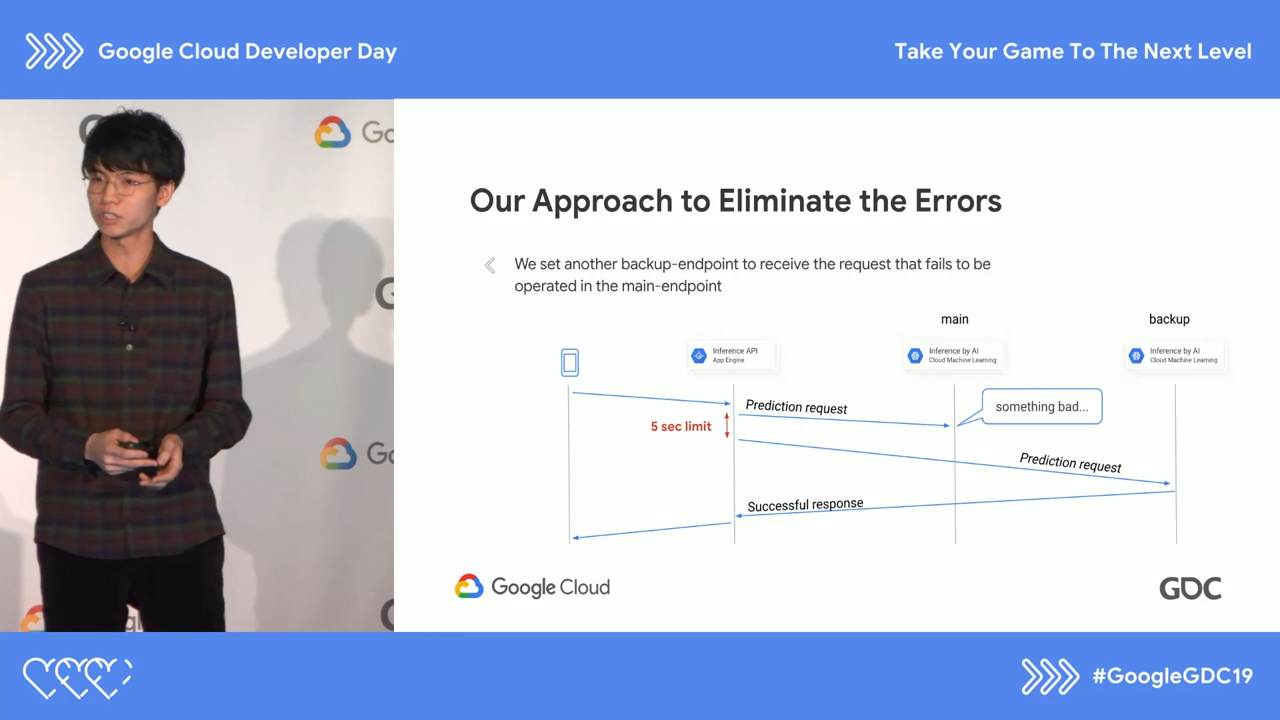 Google Cloud Developer Day
Take Your Game To The Next Level
Go
Our Approach to Eliminate the Errors
We set another backup-endpoint to receive the request that fails to be
operated in the main-endpoint
main
backup
Inference API
App Engine
Inference by AI
Cloud Machine Learning
Inference by AI
Cloud Machine Learning
Prediction request
something bad...
5 sec limit
Prediction request
Successful response
Go
Google Cloud
GDC
#GoogleGDC19